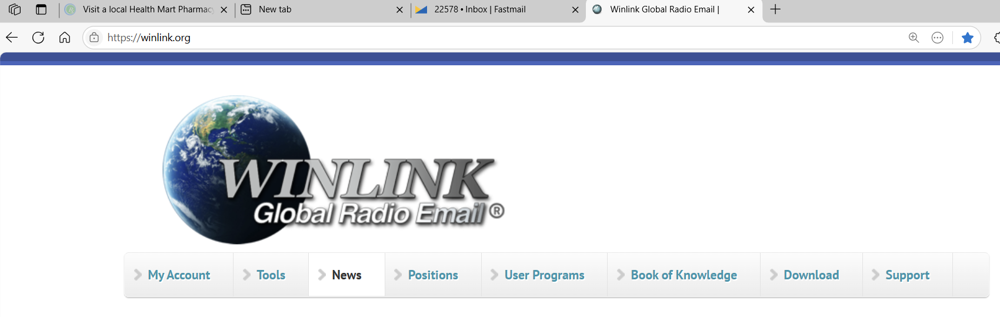 Visit a local Health Mart Pharmacy
New tab
22578 • Inbox | Fastmail
Winlink Global Radio Email |
https://winlink.org
WINLINK
Global Radio Email ®
My Account
Tools
News
Positions
User Programs
Book of Knowledge
Download
Support